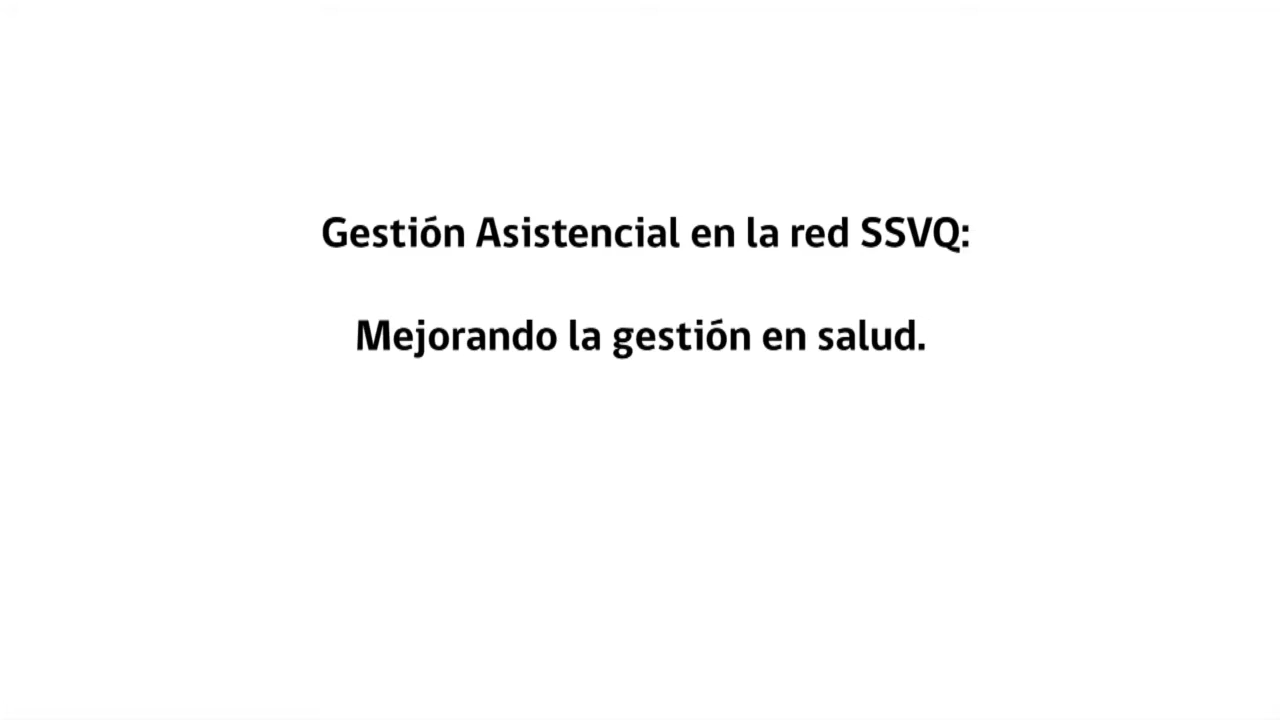 Gestión Asistencial en la red SSVQ:
Mejorando la gestión en salud.